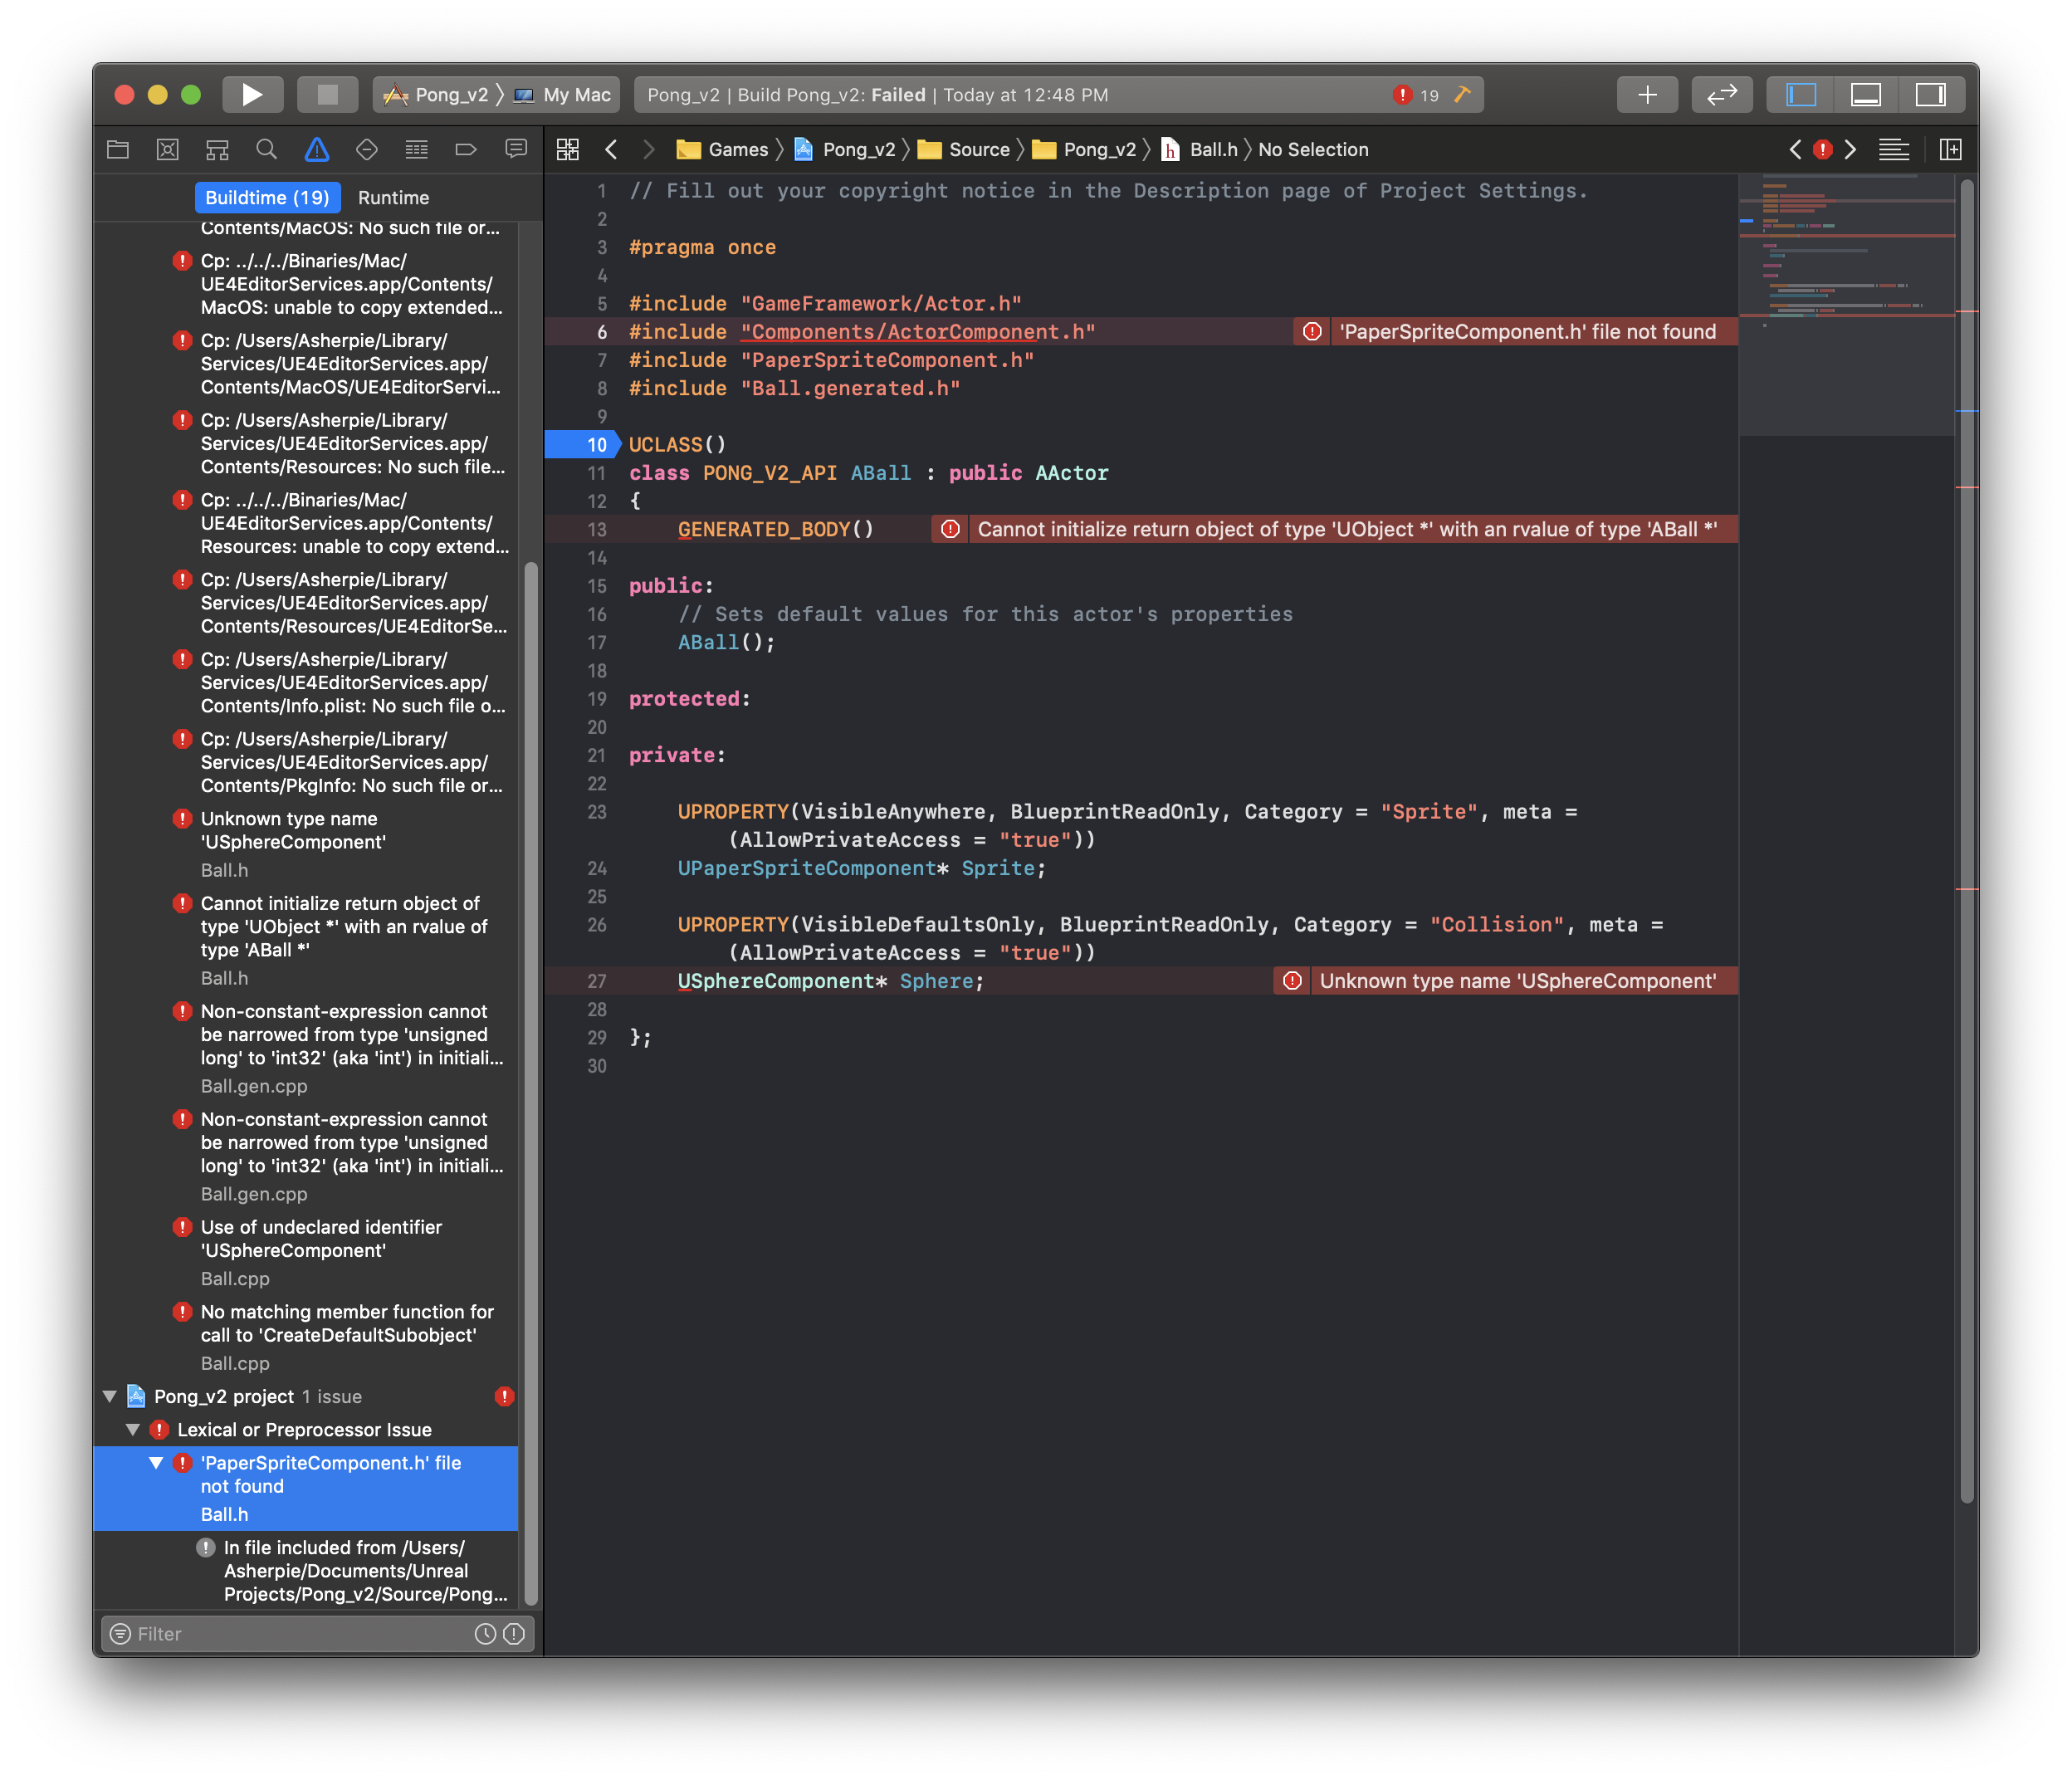 Pong_v2 〉 My Mac
Pong_v2 | Build Pong_v2: Failed | Today at 12:48 PM
19
Games 〉 Pong_v2 〉 Source 〉 Pong_v2 〉 h Ball.h 〉 No Selection
Buildtime (19) Runtime
Contents/MacOS: No such file or...
Cp: ../../../Binaries/Mac/
UE4EditorServices.app/Contents/
MacOS: unable to copy extended...
Cp: /Users/Asherpie/Library/
Services/UE4EditorServices.app/
Contents/MacOS/UE4EditorServi...
Cp: /Users/Asherpie/Library/
Services/UE4EditorServices.app/
Contents/Resources: No such file...
Cp: ../../../Binaries/Mac/
UE4EditorServices.app/Contents/
Resources: unable to copy extend...
Cp: /Users/Asherpie/Library/
Services/UE4EditorServices.app/
Contents/Resources/UE4EditorSe...
Cp: /Users/Asherpie/Library/
Services/UE4EditorServices.app/
Contents/Info.plist: No such file o...
Cp: /Users/Asherpie/Library/
Services/UE4EditorServices.app/
Contents/PkgInfo: No such file or...
Unknown type name
'USphereComponent'
Ball.h
Cannot initialize return object of
type 'UObject *' with an rvalue of
type 'ABall *'
Ball.h
Non-constant-expression cannot
be narrowed from type 'unsigned
long' to 'int32' (aka 'int') in initiali...
Ball.gen.cpp
Non-constant-expression cannot
be narrowed from type 'unsigned
long' to 'int32' (aka 'int') in initiali...
Ball.gen.cpp
Use of undeclared identifier
'USphereComponent'
Ball.cpp
No matching member function for
call to 'CreateDefaultSubobject'
Ball.cpp
Pong_v2 project 1 issue
Lexical or Preprocessor Issue
'PaperSpriteComponent.h' file
not found
Ball.h
In file included from /Users/
Asherpie/Documents/Unreal
Projects/Pong_v2/Source/Pong...
Filter
1 // Fill out your copyright notice in the Description page of Project Settings.
2
3 #pragma once
4
5 #include "GameFramework/Actor.h"
6 #include "Components/ActorComponent.h" 'PaperSpriteComponent.h' file not found
7 #include "PaperSpriteComponent.h"
8 #include "Ball.generated.h"
9
10 UCLASS()
11 class PONG_V2_API ABall : public AActor
12 {
13 GENERATED_BODY() Cannot initialize return object of type 'UObject *' with an rvalue of type 'ABall *'
14
15 public:
16 // Sets default values for this actor's properties
17 ABall();
18
19 protected:
20
21 private:
22
23 UPROPERTY(VisibleAnywhere, BlueprintReadOnly, Category = "Sprite", meta =
(AllowPrivateAccess = "true"))
24 UPaperSpriteComponent* Sprite;
25
26 UPROPERTY(VisibleDefaultsOnly, BlueprintReadOnly, Category = "Collision", meta =
(AllowPrivateAccess = "true"))
27 USphereComponent* Sphere; Unknown type name 'USphereComponent'
28
29 };
30